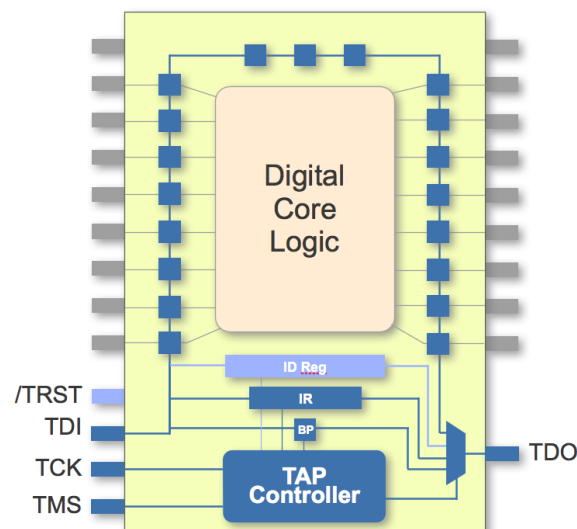 Digital
Core
Logic
ID Reg
/TRST
IR
TDI
BP
TDO
TCK
TAP
Controller
TMS